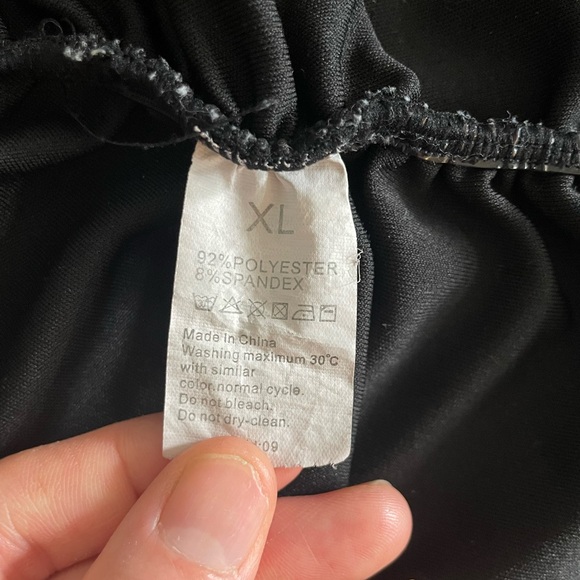 XL
92%POLYESTER
8%SPANDEX
Made in China
Washing maximum 30°C
with similar
color,normal cycle.
Do not bleach.
Do not dry-clean.
:09